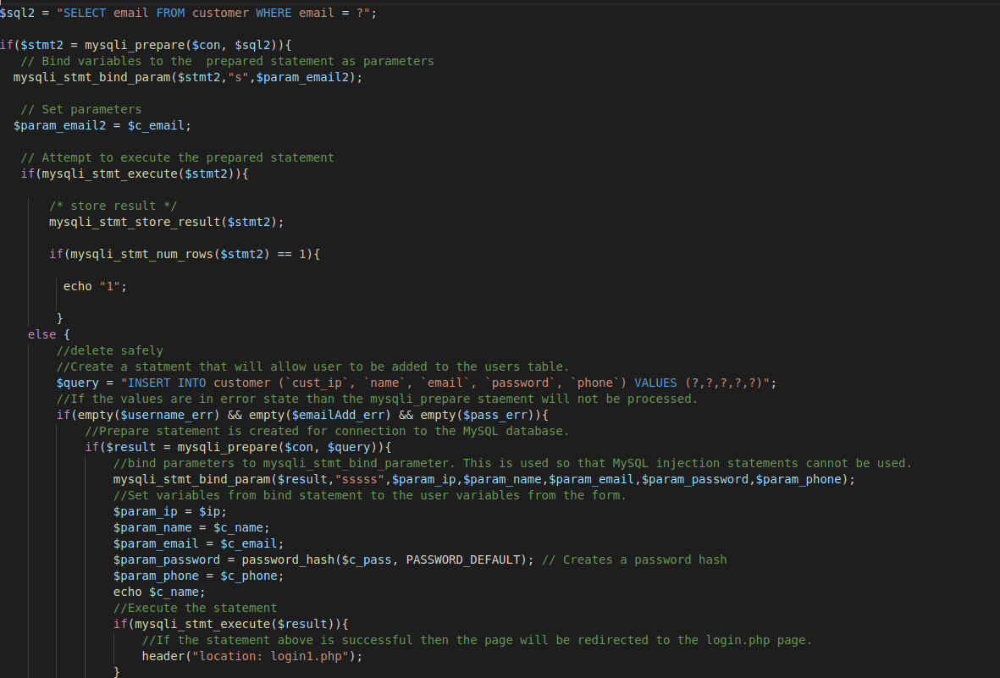 $sql2 = "SELECT email FROM customer WHERE email = ?";
if($stmt2 = mysqli_prepare($con, $sql2)){
// Bind variables to the  prepared statement as parameters
mysqli_stmt_bind_param($stmt2,"s",$param_email2);
// Set parameters
$param_email2 = $c_email;
// Attempt to execute the prepared statement
if(mysqli_stmt_execute($stmt2)){
/* store result */
mysqli_stmt_store_result($stmt2);
if(mysqli_stmt_num_rows($stmt2) == 1){
echo "1";
}
else {
//delete safely
//Create a statment that will allow user to be added to the users table.
$query = "INSERT INTO customer (`cust_ip`, `name`, `email`, `password`, `phone`) VALUES (?,?,?,?,?)";
//If the values are in error state than the mysqli_prepare staement will not be processed.
if(empty($username_err) && empty($emailAdd_err) && empty($pass_err)){
//Prepare statement is created for connection to the MySQL database.
if($result = mysqli_prepare($con, $query)){
//bind parameters to mysqli_stmt_bind_parameter. This is used so that MySQL injection statements cannot be used.
mysqli_stmt_bind_param($result,"sssss",$param_ip,$param_name,$param_email,$param_password,$param_phone);
//Set variables from bind statement to the user variables from the form.
$param_ip = $ip;
$param_name = $c_name;
$param_email = $c_email;
$param_password = password_hash($c_pass, PASSWORD_DEFAULT); // Creates a password hash
$param_phone = $c_phone;
echo $c_name;
//Execute the statement
if(mysqli_stmt_execute($result)){
//If the statement above is successful then the page will be redirected to the login.php page.
header("location: login1.php");
}